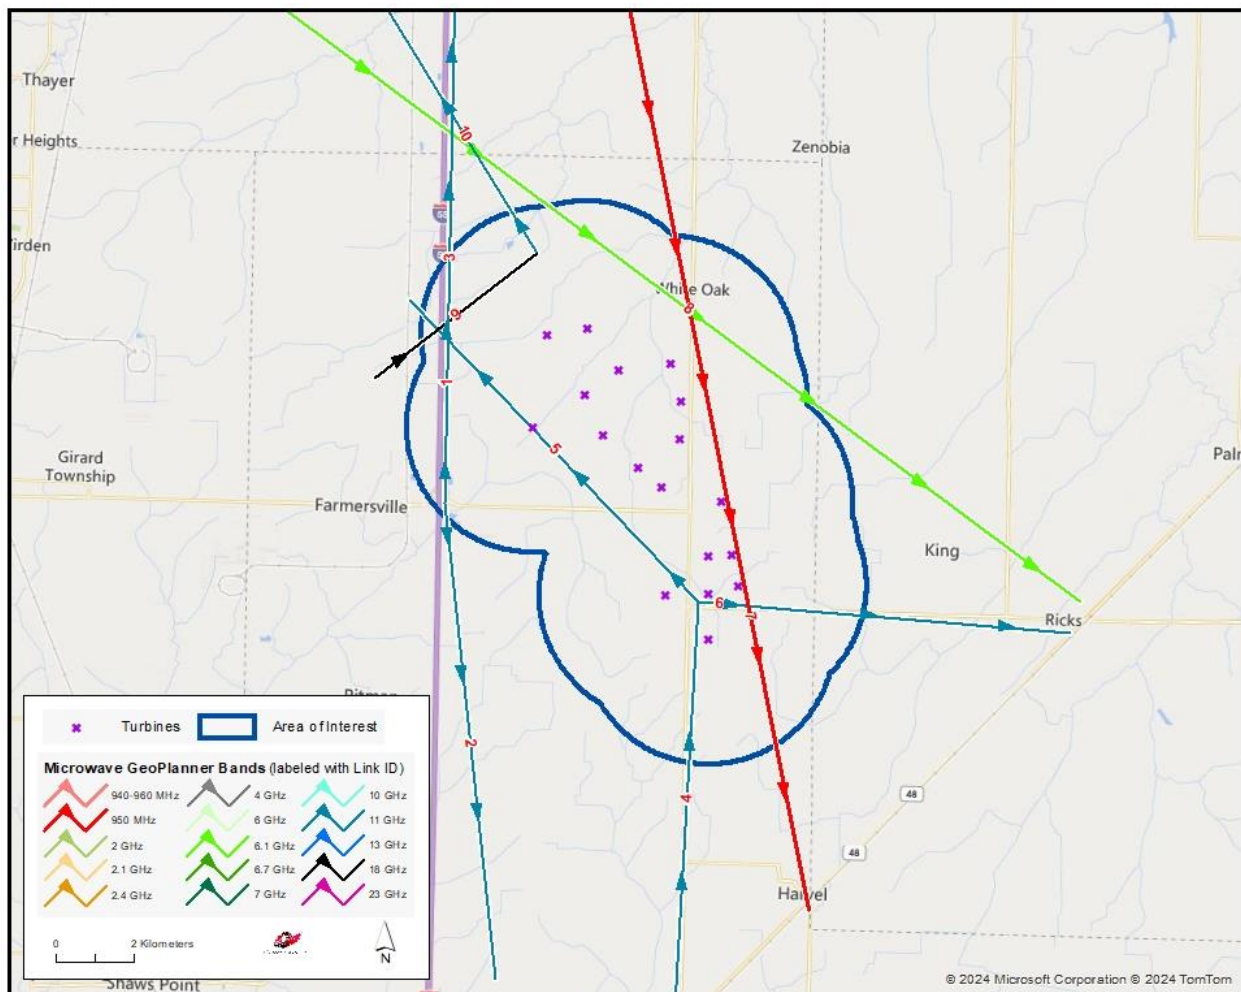 Thayer
r Heights
Zenobia
10
55
irden
3
White Oak
8
9
1
Girard
Township
5
Farmersville
Palr
King
6
7
Ricks
2
4
48
48
Harvel
Turbines
Area of Interest
Microwave GeoPlanner Bands (labeled with Link ID)
940-960 MHz
4 GHz
10 GHz
950 MHz
6 GHz
11 GHz
2 GHz
6.1 GHz
13 GHz
2.1 GHz
6.7 GHz
18 GHz
2.4 GHz
7 GHz
23 GHz
0
2 Kilometers
N
Shaws Point
© 2024 Microsoft Corporation © 2024 TomTom